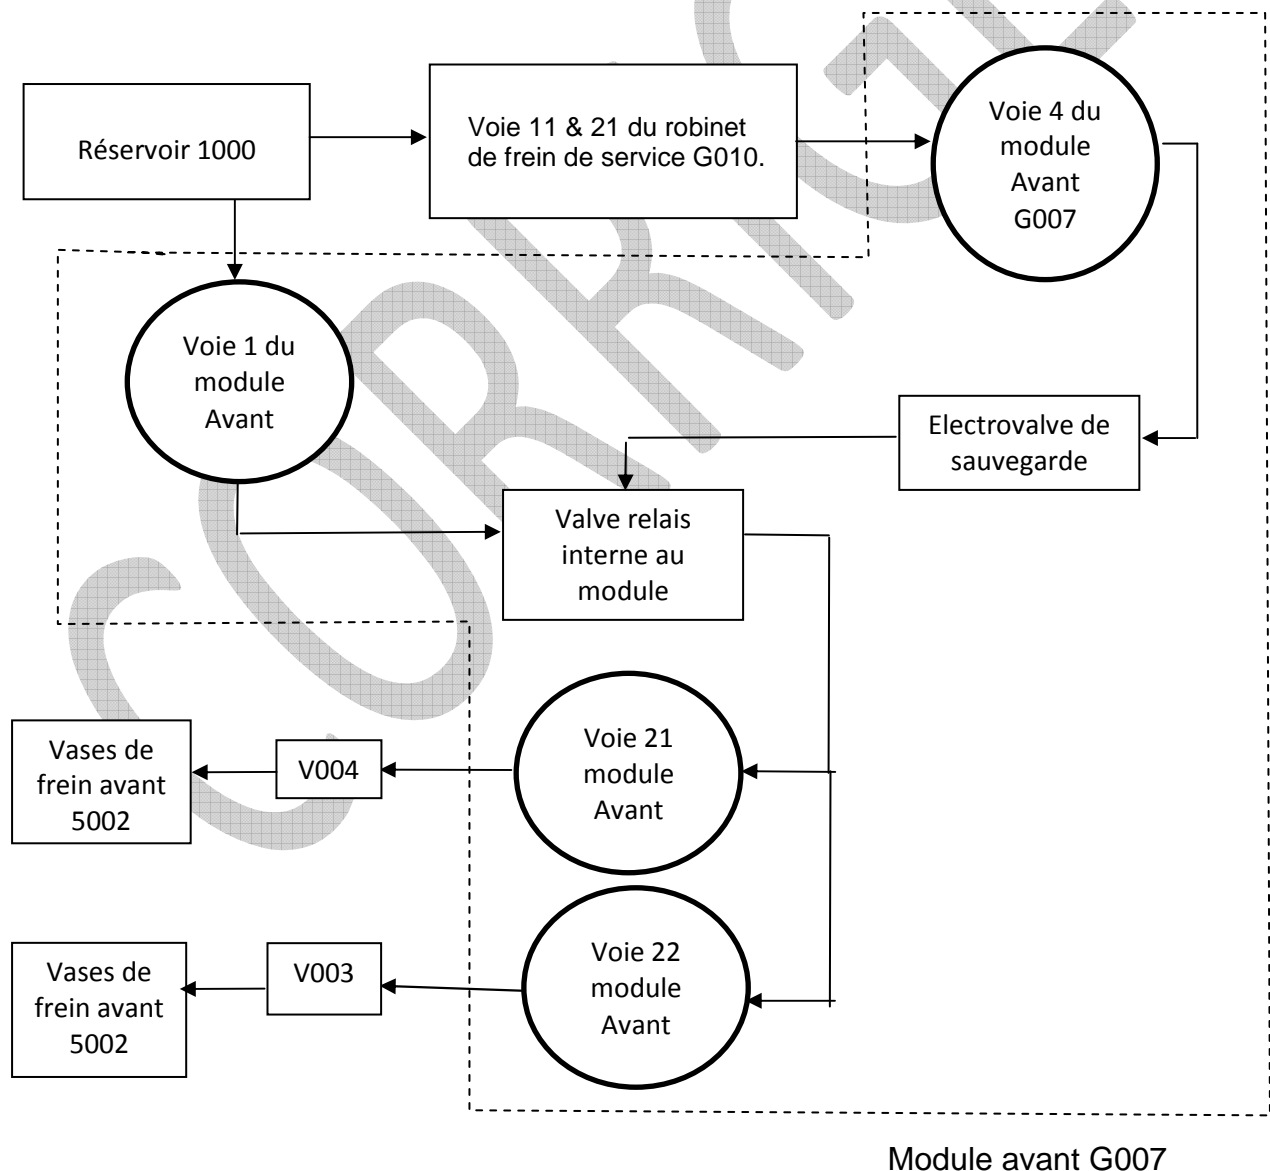 Réservoir 1000
Voie 11 & 21 du robinet
de frein de service G010.
Voie 4 du
module
Avant
G007
Voie 1 du
module
Avant
Electrovalve de
sauvegarde
Valve relais
interne au
module
Vases de
frein avant
5002
V004
Voie 21
module
Avant
Vases de
frein avant
5002
V003
Voie 22
module
Avant
Module avant G007
CORRIGE